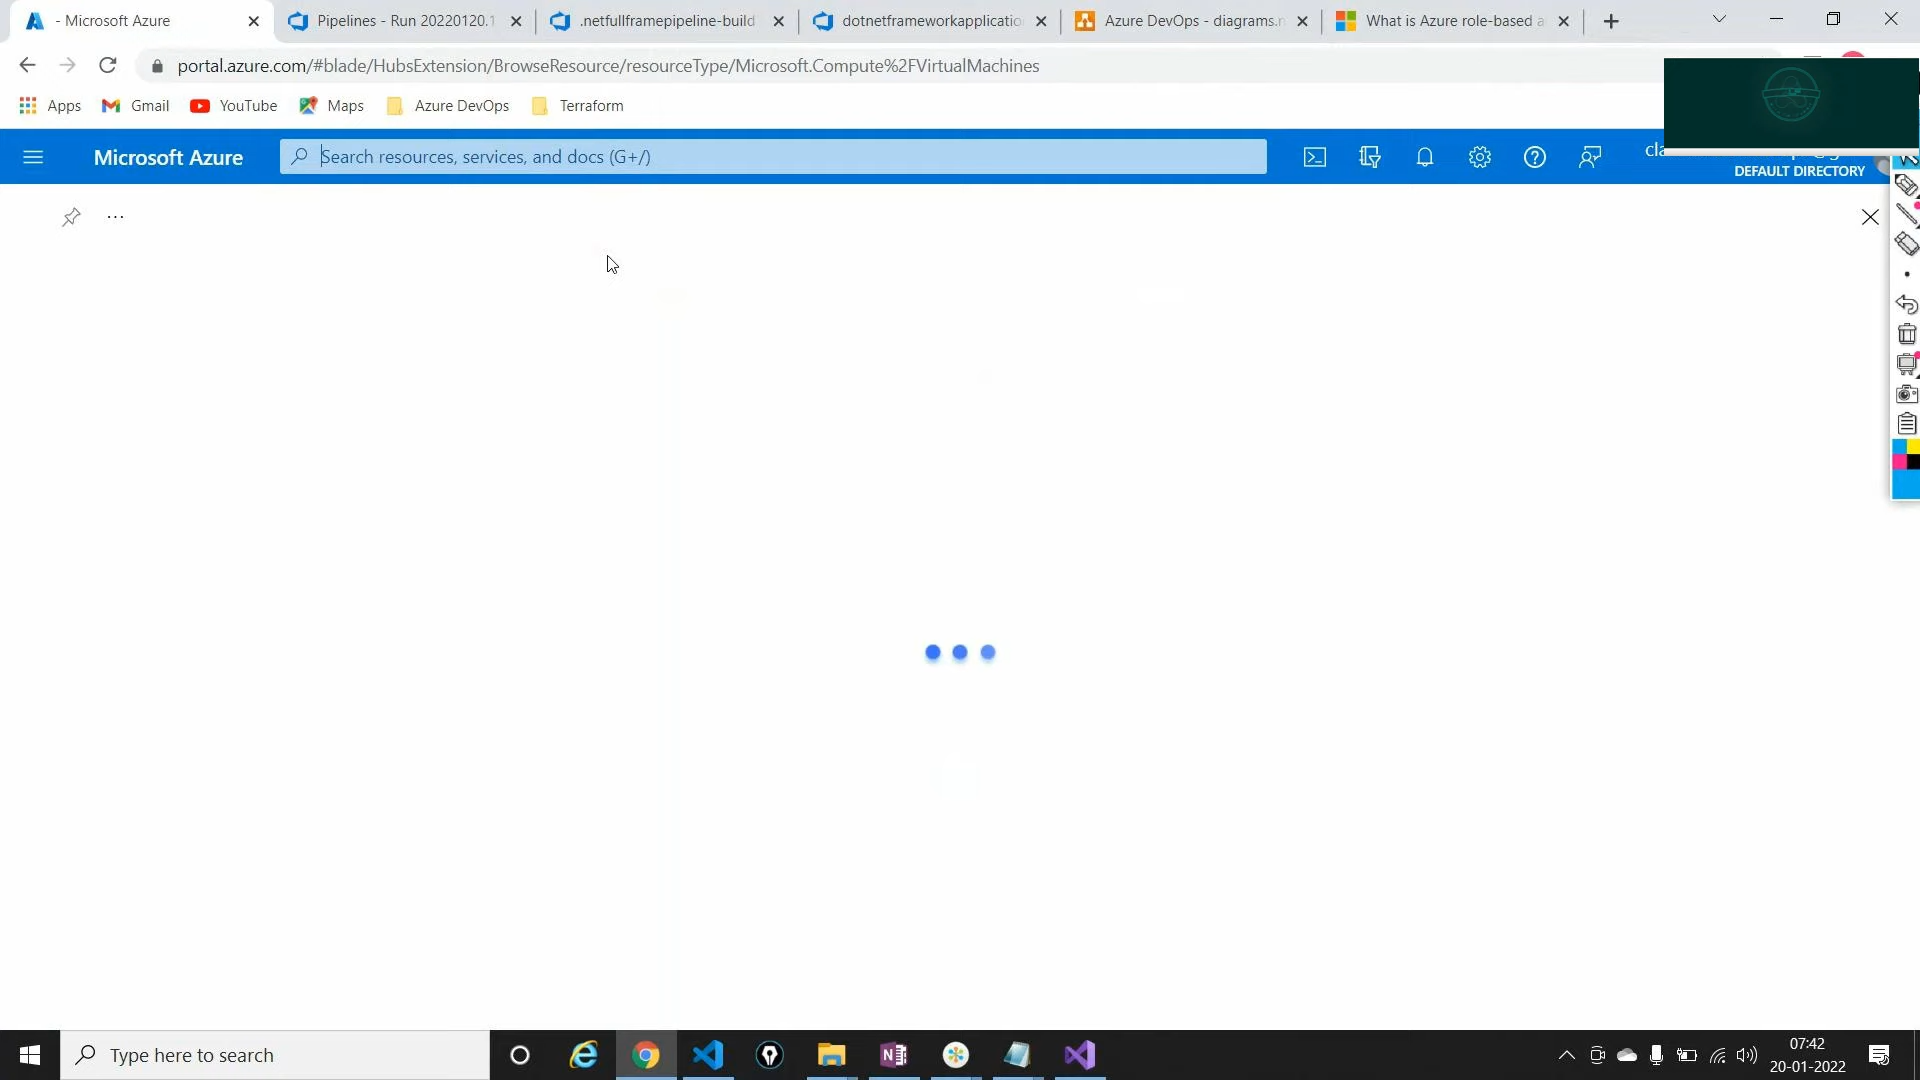 - Microsoft Azure
Pipelines - Run 20220120.1
.netfullframepipeline-build
dotnetframeworkapplicatio
Azure DevOps - diagrams.n
What is Azure role-based a
portal.azure.com/#blade/HubsExtension/BrowseResource/resourceType/Microsoft.Compute%2FVirtualMachines
Apps
Gmail
YouTube
Maps
Azure DevOps
Terraform
Microsoft Azure
Search resources, services, and docs (G+/)
cla
DEFAULT DIRECTORY
Type here to search
07:42
20-01-2022